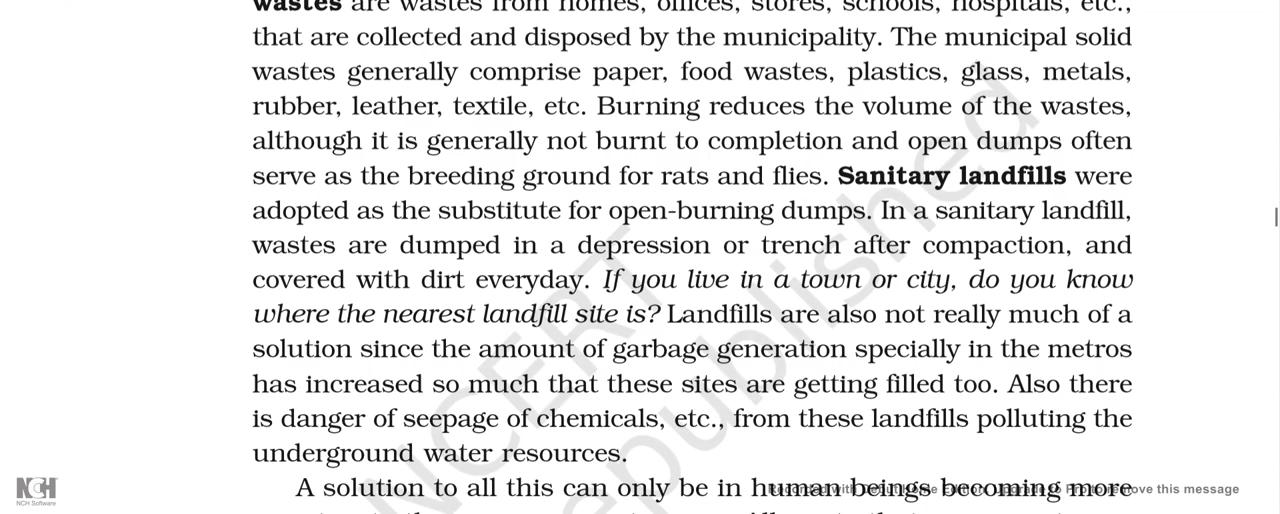 wastes are wastes from homes, offices, stores, schools, hospitals, etc.,
that are collected and disposed by the municipality. The municipal solid
wastes generally comprise paper, food wastes, plastics, glass, metals,
rubber, leather, textile, etc. Burning reduces the volume of the wastes,
although it is generally not burnt to completion and open dumps often
serve as the breeding ground for rats and flies. Sanitary landfills were
adopted as the substitute for open-burning dumps. In a sanitary landfill,
wastes are dumped in a depression or trench after compaction, and
covered with dirt everyday. If you live in a town or city, do you know
where the nearest landfill site is? Landfills are also not really much of a
solution since the amount of garbage generation specially in the metros
has increased so much that these sites are getting filled too. Also there
is danger of seepage of chemicals, etc., from these landfills polluting the
underground water resources.
A solution to all this can only be in human beings becoming more
NCH
NCH Software
NCERT
republished